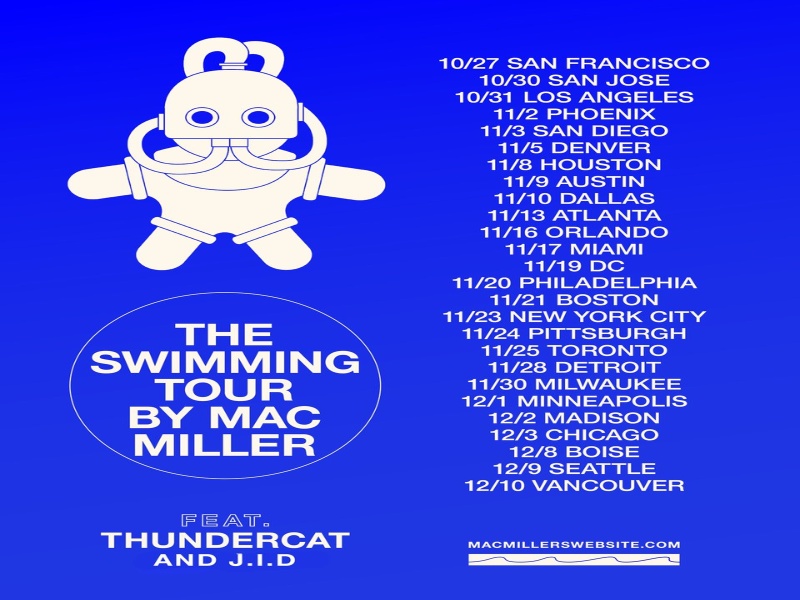 THE
SWIMMING
TOUR
BY MAC
MILLER
FEAT.
THUNDERCAT
AND J.I.D
10/27 SAN FRANCISCO
10/30 SAN JOSE
10/31 LOS ANGELES
11/2 PHOENIX
11/3 SAN DIEGO
11/5 DENVER
11/8 HOUSTON
11/9 AUSTIN
11/10 DALLAS
11/13 ATLANTA
11/16 ORLANDO
11/17 MIAMI
11/19 DC
11/20 PHILADELPHIA
11/21 BOSTON
11/23 NEW YORK CITY
11/24 PITTSBURGH
11/25 TORONTO
11/28 DETROIT
11/30 MILWAUKEE
12/1 MINNEAPOLIS
12/2 MADISON
12/3 CHICAGO
12/8 BOISE
12/9 SEATTLE
12/10 VANCOUVER
MACMILLERSWEBSITE.COM